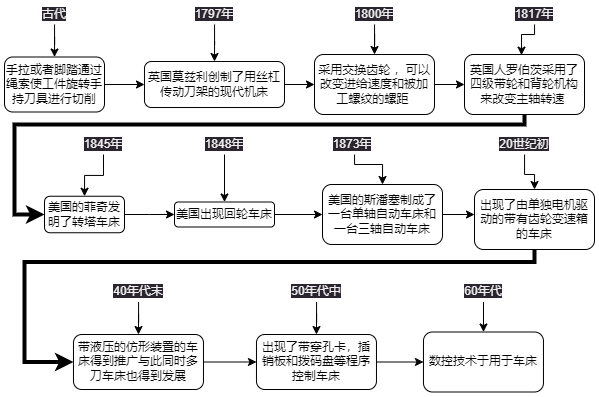 古代
1797年
1800年
1817年
手拉或者脚踏通过
绳索使工件旋转手
持刀具进行切削
英国莫兹利创制了用丝杠
传动刀架的现代机床
采用交换齿轮 ，可以
改变进给速度和被加
工螺纹的螺距
英国人罗伯茨采用了
四级带轮和背轮机构
来改变主轴转速
1845年
1848年
1873年
20世纪初
美国的菲奇发
明了转塔车床
美国出现回轮车床
美国的斯潘塞制成了
一台单轴自动车床和
一台三轴自动车床
出现了由单独电机驱
动的带有齿轮变速箱
的车床
40年代末
50年代中
60年代
带液压的仿形装置的车
床得到推广与此同时多
刀车床也得到发展
出现了带穿孔卡，插
销板和拨码盘等程序
控制车床
数控技术于用于车床